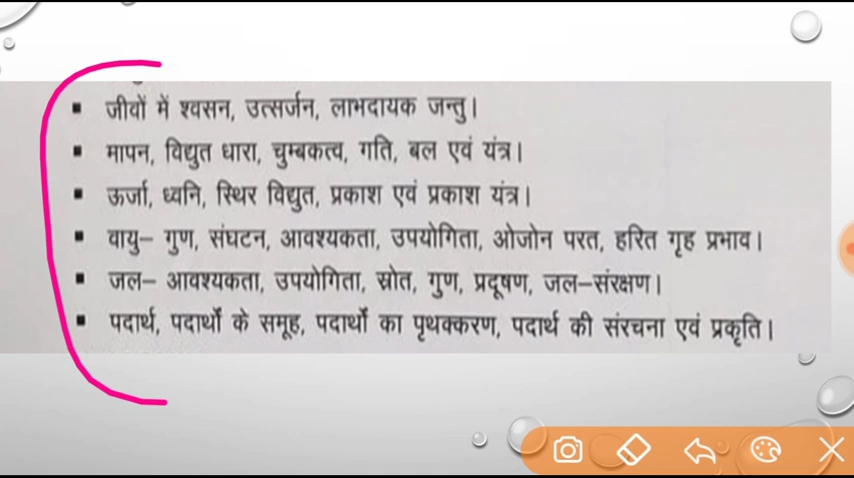 ▪ जीवों में श्वसन, उत्सर्जन, लाभदायक जन्तु।
▪ मापन, विद्युत धारा, चुम्बकत्व, गति, बल एवं यंत्र।
▪ ऊर्जा, ध्वनि, स्थिर विद्युत, प्रकाश एवं प्रकाश यंत्र।
▪ वायु– गुण, संघटन, आवश्यकता, उपयोगिता, ओजोन परत, हरित गृह प्रभाव।
▪ जल– आवश्यकता, उपयोगिता, स्रोत, गुण, प्रदूषण, जल–संरक्षण।
▪ पदार्थ, पदार्थों के समूह, पदार्थों का पृथक्करण, पदार्थ की संरचना एवं प्रकृति।